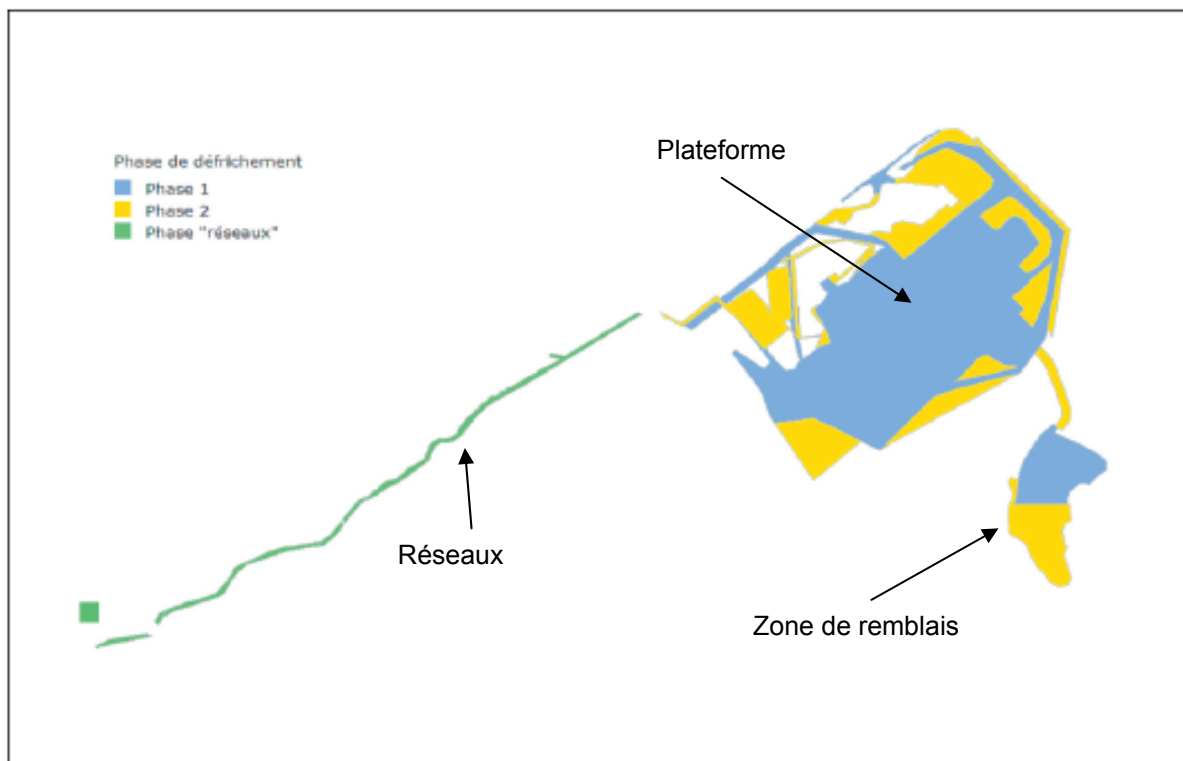 Plateforme
Phase de défrichement
Phase 1
Phase 2
Phase "réseaux"
Réseaux
Zone de remblais